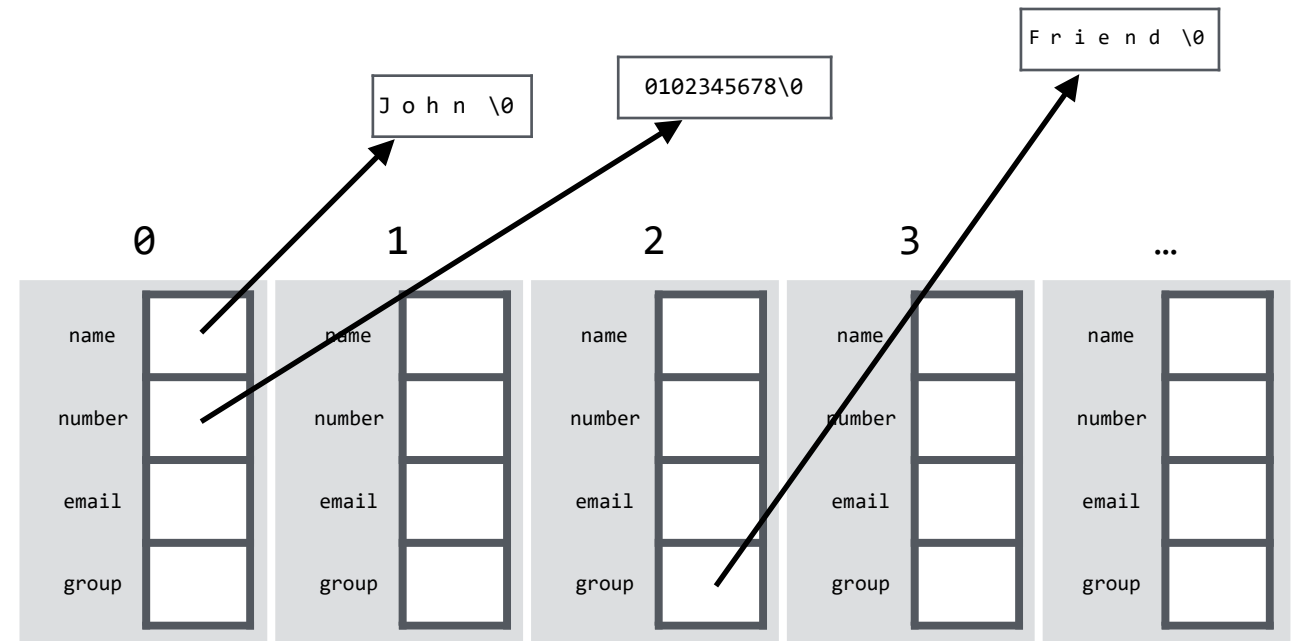 F r i e n d \0
J o h n \0
0102345678\0
0 1 2 3 …
name name name name name
number number number number number
email email email email email
group group group group group